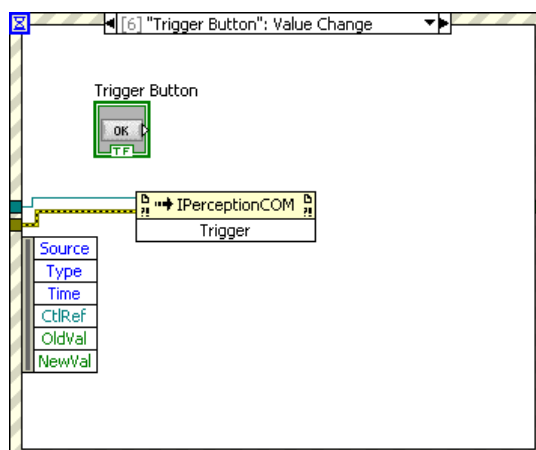 [6] "Trigger Button": Value Change
Trigger Button
OK
TF
IPerceptionCOM
Trigger
Source
Type
Time
CtlRef
OldVal
NewVal